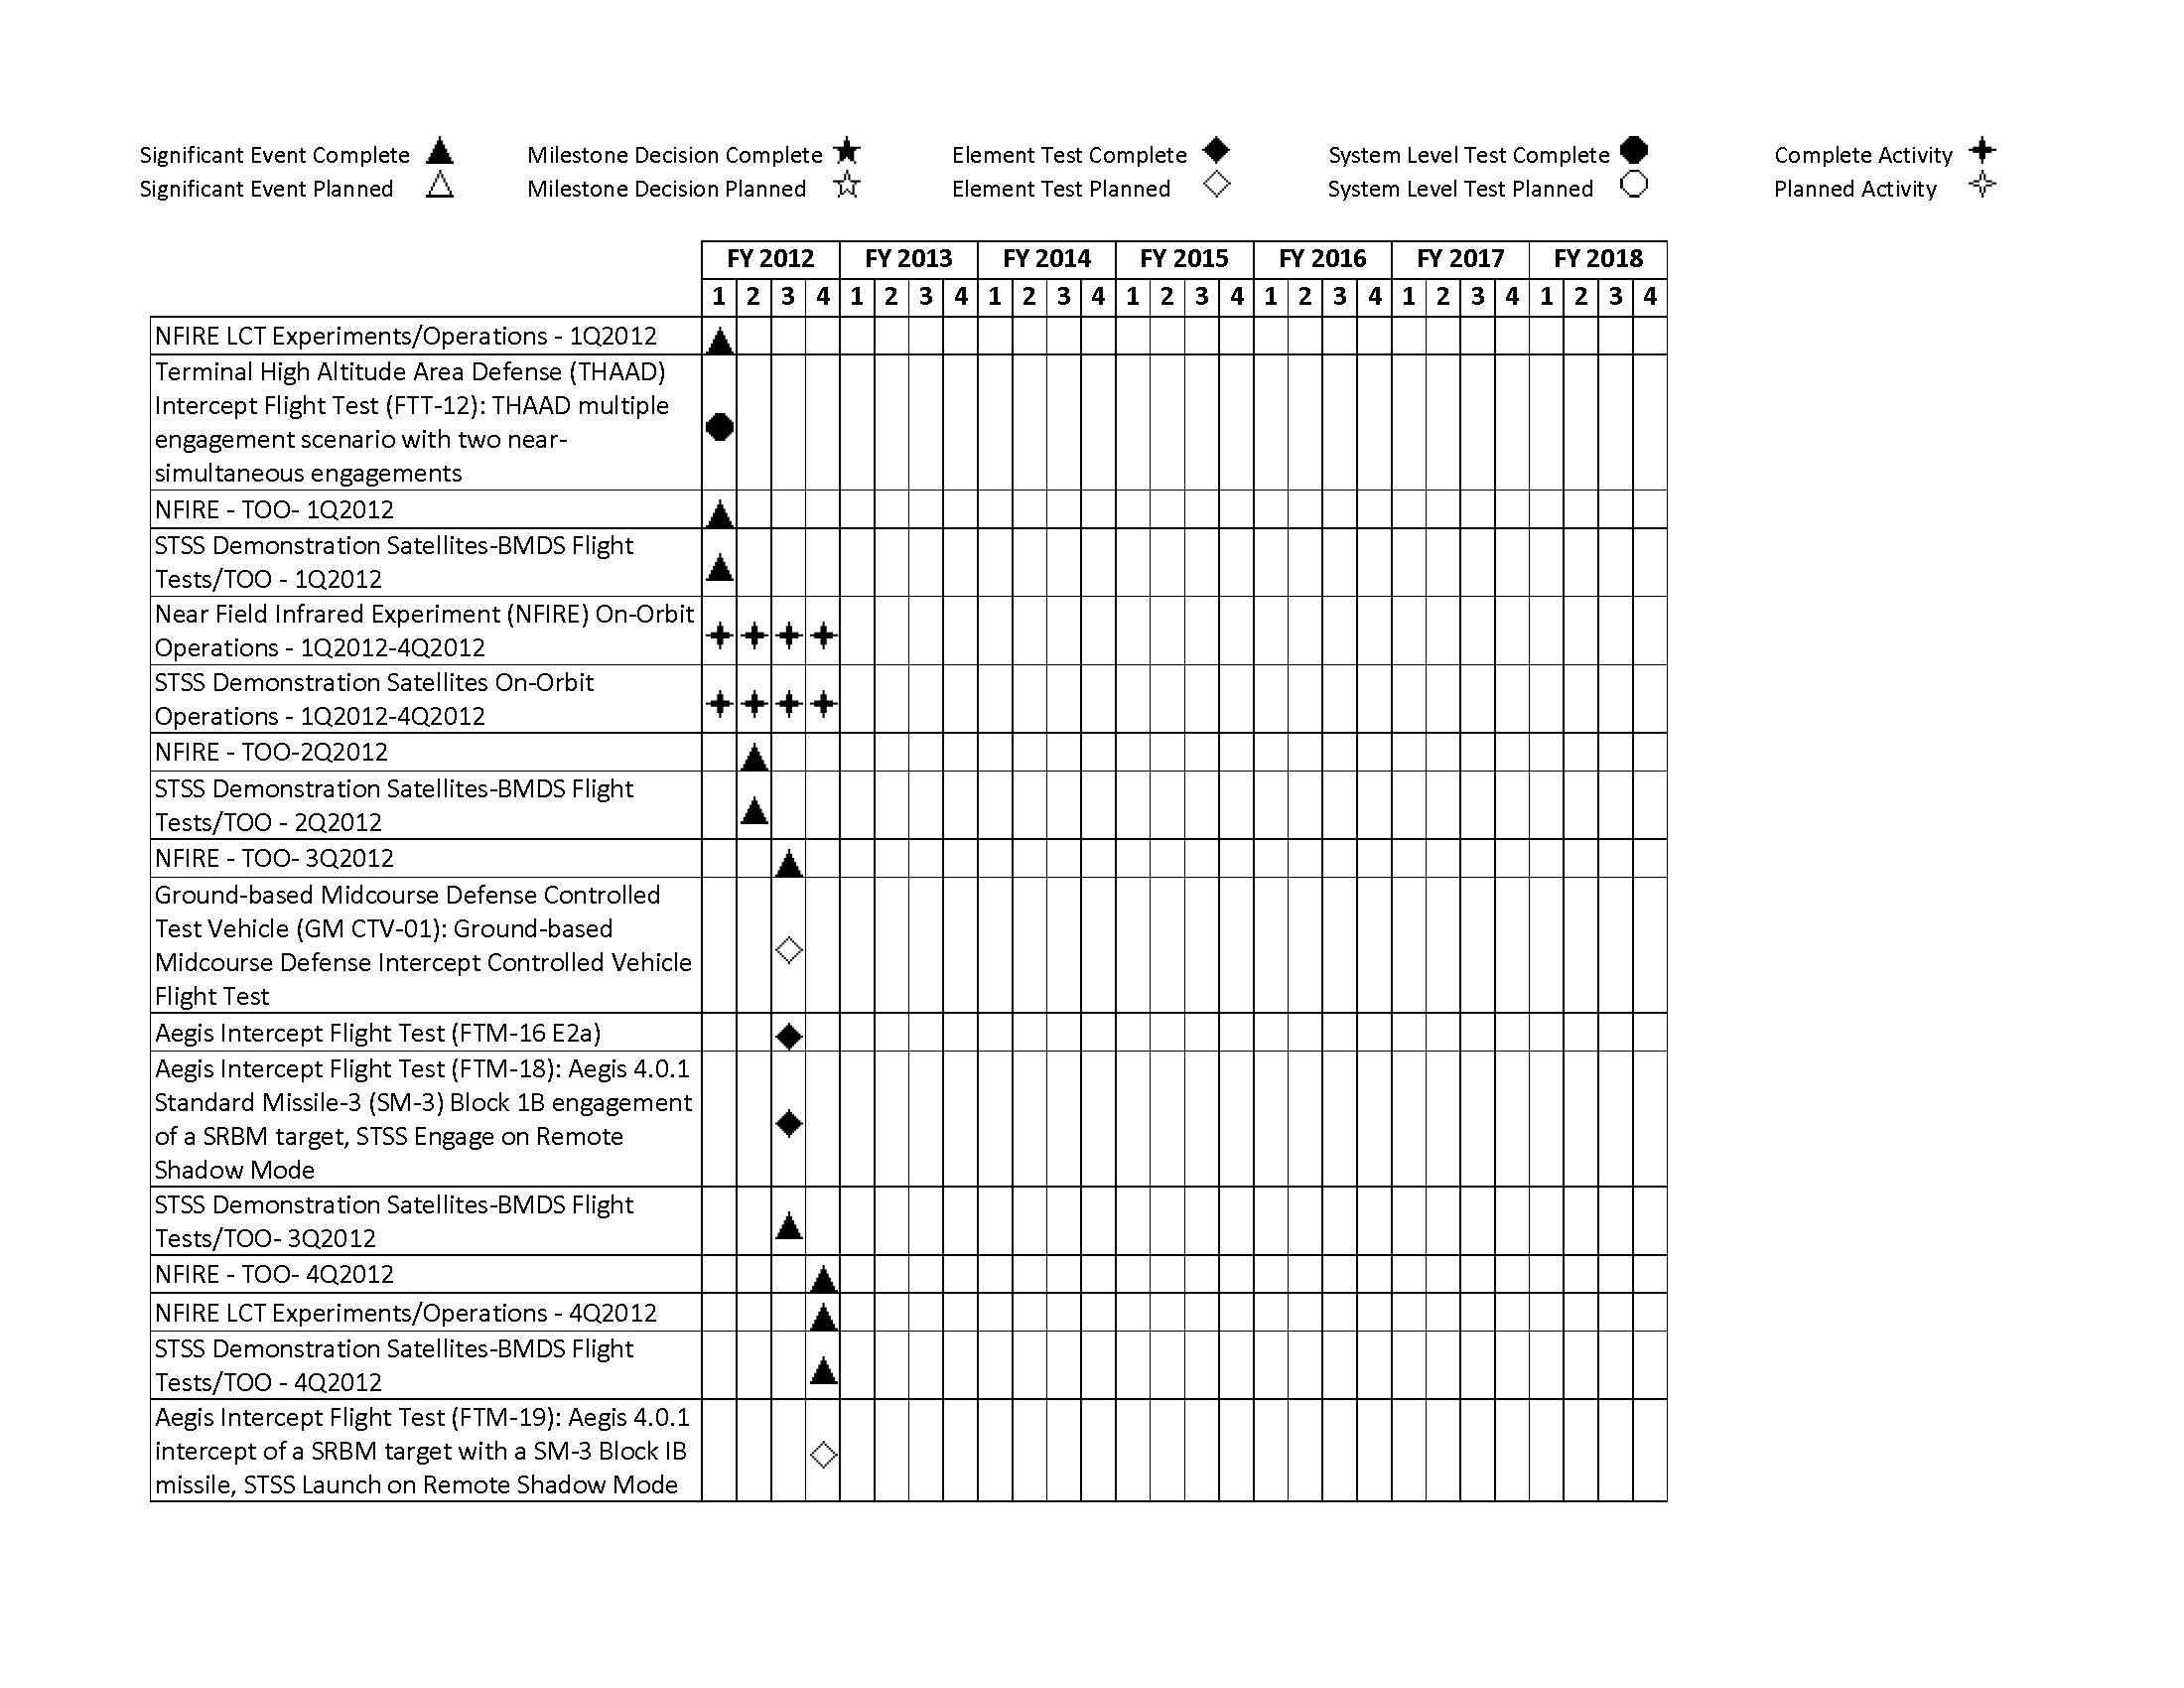 Significant Event Complete Milestone Decision Complete Element Test Complete System Level Test Complete Complete Activity
Significant Event Planned Milestone Decision Planned Element Test Planned System Level Test Planned Planned Activity
FY 2012 FY 2013 FY 2014 FY 2015 FY 2016 FY 2017 FY 2018
1 2 3 4 1 2 3 4 1 2 3 4 1 2 3 4 1 2 3 4 1 2 3 4 1 2 3 4
NFIRE LCT Experiments/Operations - 1Q2012
Terminal High Altitude Area Defense (THAAD)
Intercept Flight Test (FTT-12): THAAD multiple
engagement scenario with two near-
simultaneous engagements
NFIRE - TOO- 1Q2012
STSS Demonstration Satellites-BMDS Flight
Tests/TOO - 1Q2012
Near Field Infrared Experiment (NFIRE) On-Orbit
Operations - 1Q2012-4Q2012
STSS Demonstration Satellites On-Orbit
Operations - 1Q2012-4Q2012
NFIRE - TOO-2Q2012
STSS Demonstration Satellites-BMDS Flight
Tests/TOO - 2Q2012
NFIRE - TOO- 3Q2012
Ground-based Midcourse Defense Controlled
Test Vehicle (GM CTV-01): Ground-based
Midcourse Defense Intercept Controlled Vehicle
Flight Test
Aegis Intercept Flight Test (FTM-16 E2a)
Aegis Intercept Flight Test (FTM-18): Aegis 4.0.1
Standard Missile-3 (SM-3) Block 1B engagement
of a SRBM target, STSS Engage on Remote
Shadow Mode
STSS Demonstration Satellites-BMDS Flight
Tests/TOO- 3Q2012
NFIRE - TOO- 4Q2012
NFIRE LCT Experiments/Operations - 4Q2012
STSS Demonstration Satellites-BMDS Flight
Tests/TOO - 4Q2012
Aegis Intercept Flight Test (FTM-19): Aegis 4.0.1
intercept of a SRBM target with a SM-3 Block IB
missile, STSS Launch on Remote Shadow Mode